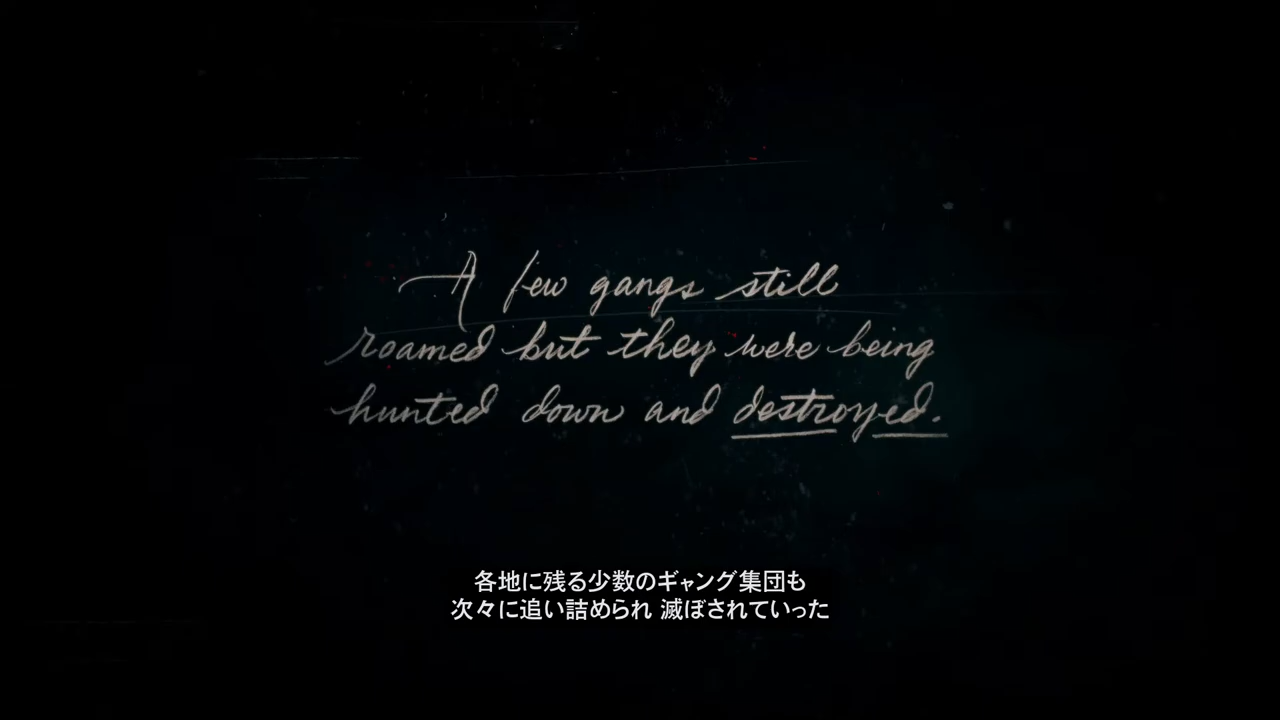 A few gangs still
roamed but they were being
hunted down and destroyed.
各地に残る少数のギャング集団も
次々に追い詰められ 滅ぼされていった